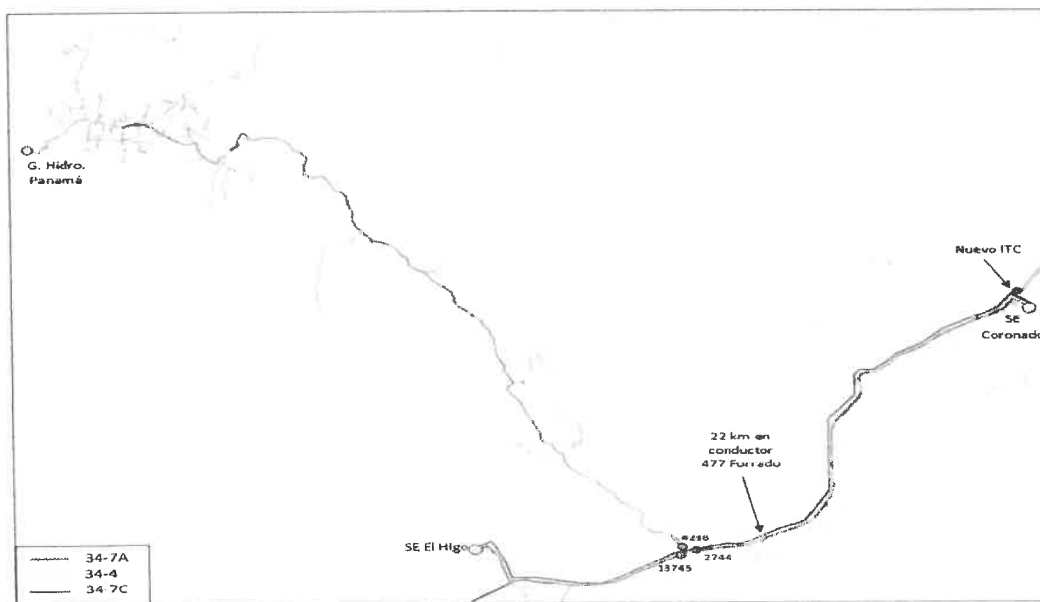 G. Hidro.
Panamá
Nuevo ITC
SE
Coronado
22 km en
conductor
477 Forrado
SE El Higo
2744
13745
34-7A
34-4
34-7C